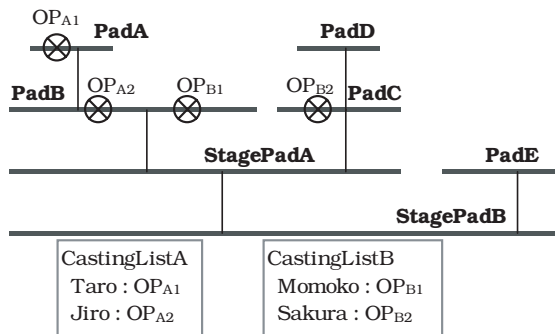 OPA1
PadA
PadD
PadB
OPA2
OPB1
OPB2
PadC
StagePadA
PadE
StagePadB
CastingListA
Taro : OPA1
Jiro : OPA2
CastingListB
Momoko : OPB1
Sakura : OPB2